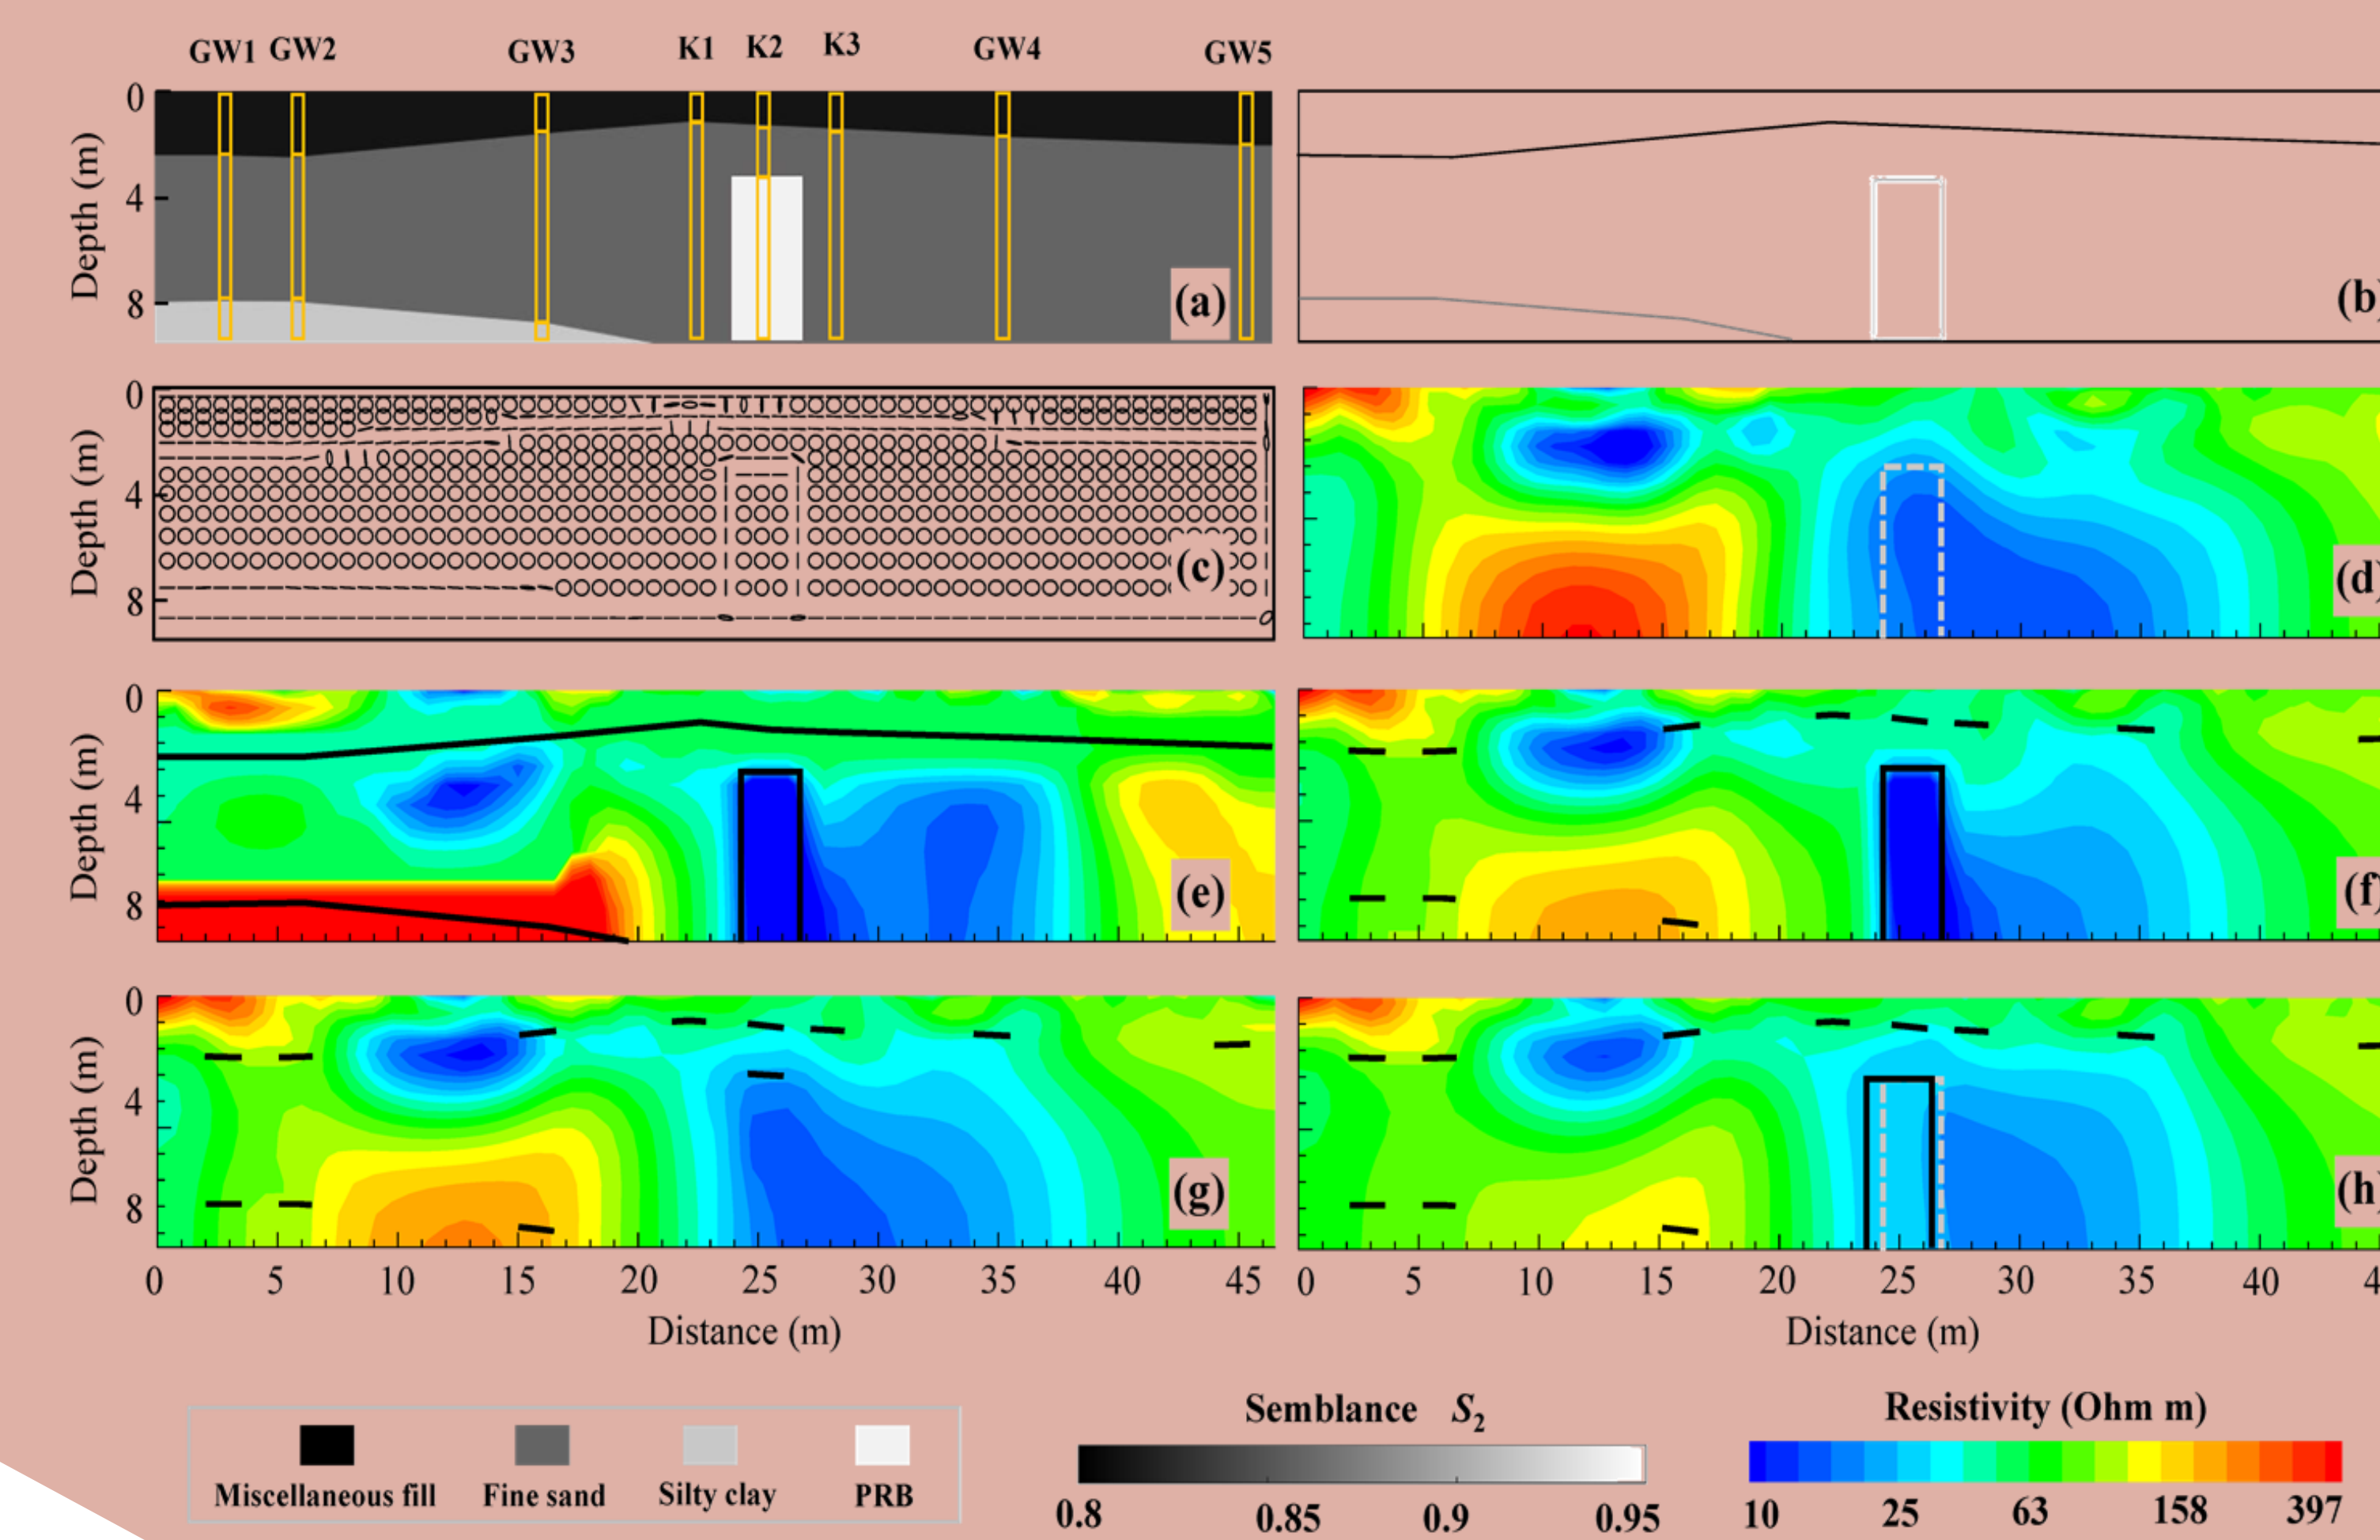 GW1 GW2 GW3 K1 K2 K3 GW4 GW5
0
4
8
Depth (m)
(a)
(b)
0
4
8
Depth (m)
(c)
(d)
0
4
8
Depth (m)
(e)
(f)
0
4
8
Depth (m)
(g)
(h)
0 5 10 15 20 25 30 35 40 45
0 5 10 15 20 25 30 35 40 4
Distance (m)
Distance (m)
Miscellaneous fill
Fine sand
Silty clay
PRB
Semblance S2
0.8 0.85 0.9 0.95
Resistivity (Ohm m)
10 25 63 158 397